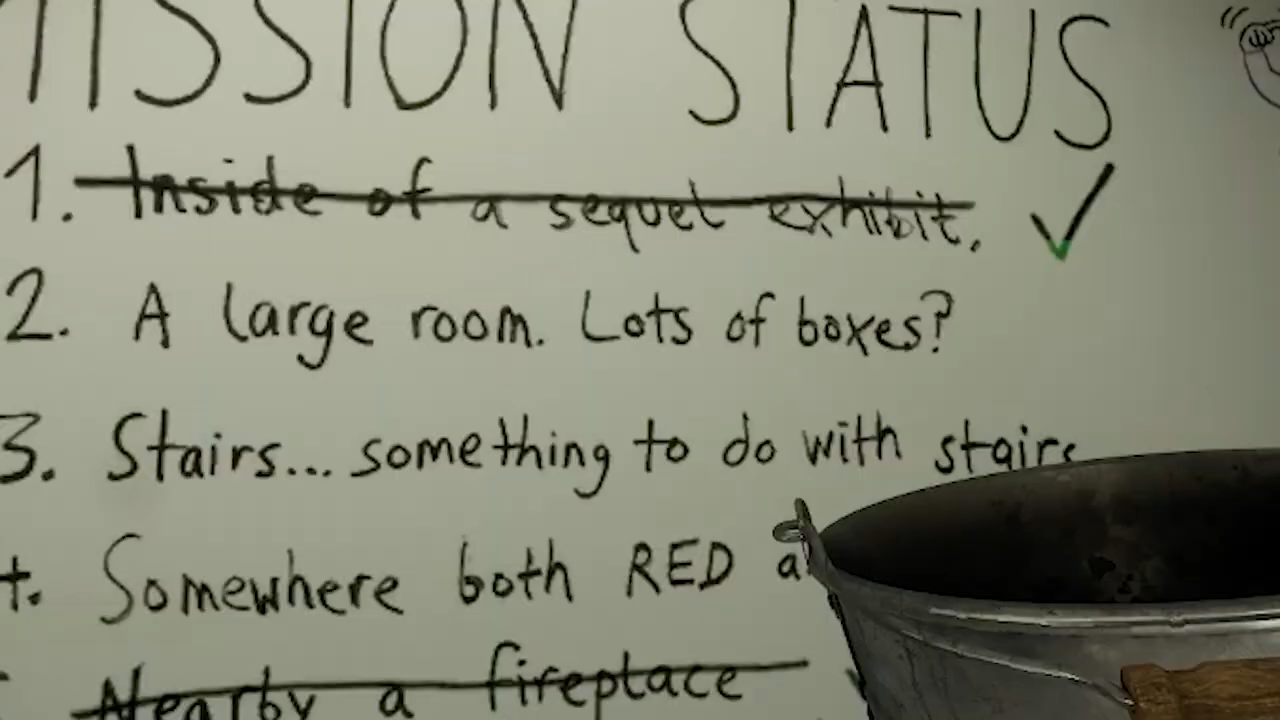 MISSION STATUS
1. Inside of a sequel exhibit.
2. A large room. Lots of boxes?
3. Stairs... something to do with stairs
Somewhere both RED
Nearby a fireplace